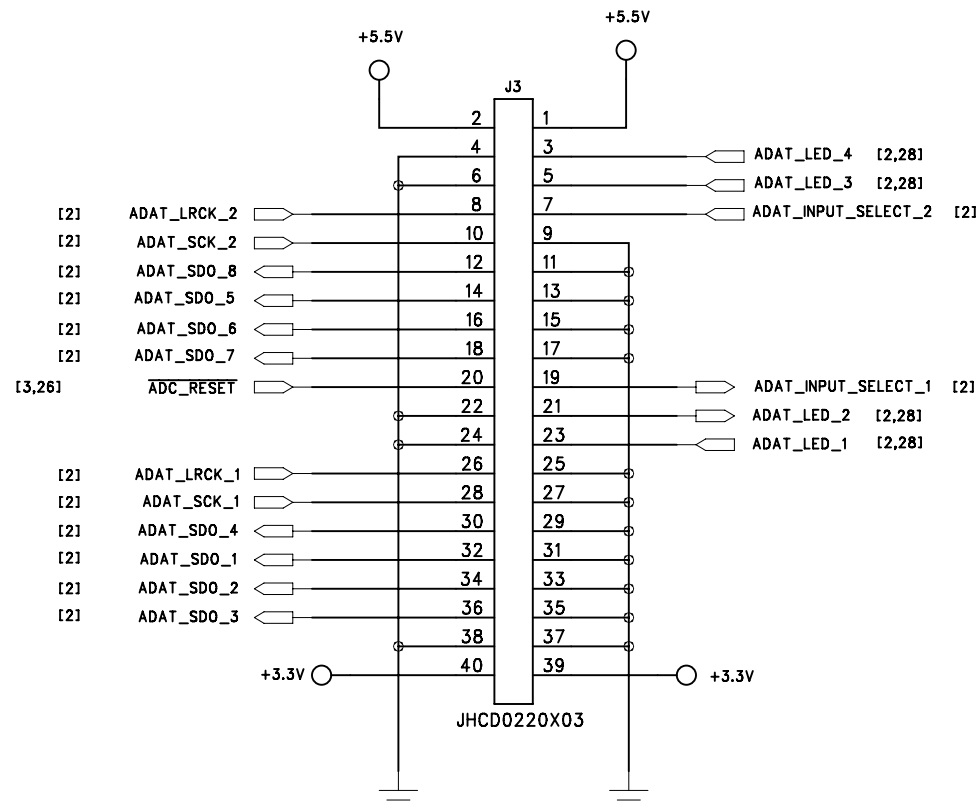 +5.5V
+5.5V
J3
2 1
4 3 ADAT_LED_4 [2,28]
6 5 ADAT_LED_3 [2,28]
[2] ADAT_LRCK_2 8 7 ADAT_INPUT_SELECT_2 [2]
[2] ADAT_SCK_2 10 9
[2] ADAT_SDO_8 12 11
[2] ADAT_SDO_5 14 13
[2] ADAT_SDO_6 16 15
[2] ADAT_SDO_7 18 17
[3,26] ADC_RESET 20 19 ADAT_INPUT_SELECT_1 [2]
22 21 ADAT_LED_2 [2,28]
24 23 ADAT_LED_1 [2,28]
[2] ADAT_LRCK_1 26 25
[2] ADAT_SCK_1 28 27
[2] ADAT_SDO_4 30 29
[2] ADAT_SDO_1 32 31
[2] ADAT_SDO_2 34 33
[2] ADAT_SDO_3 36 35
38 37
+3.3V 40 39 +3.3V
JHCD0220X03